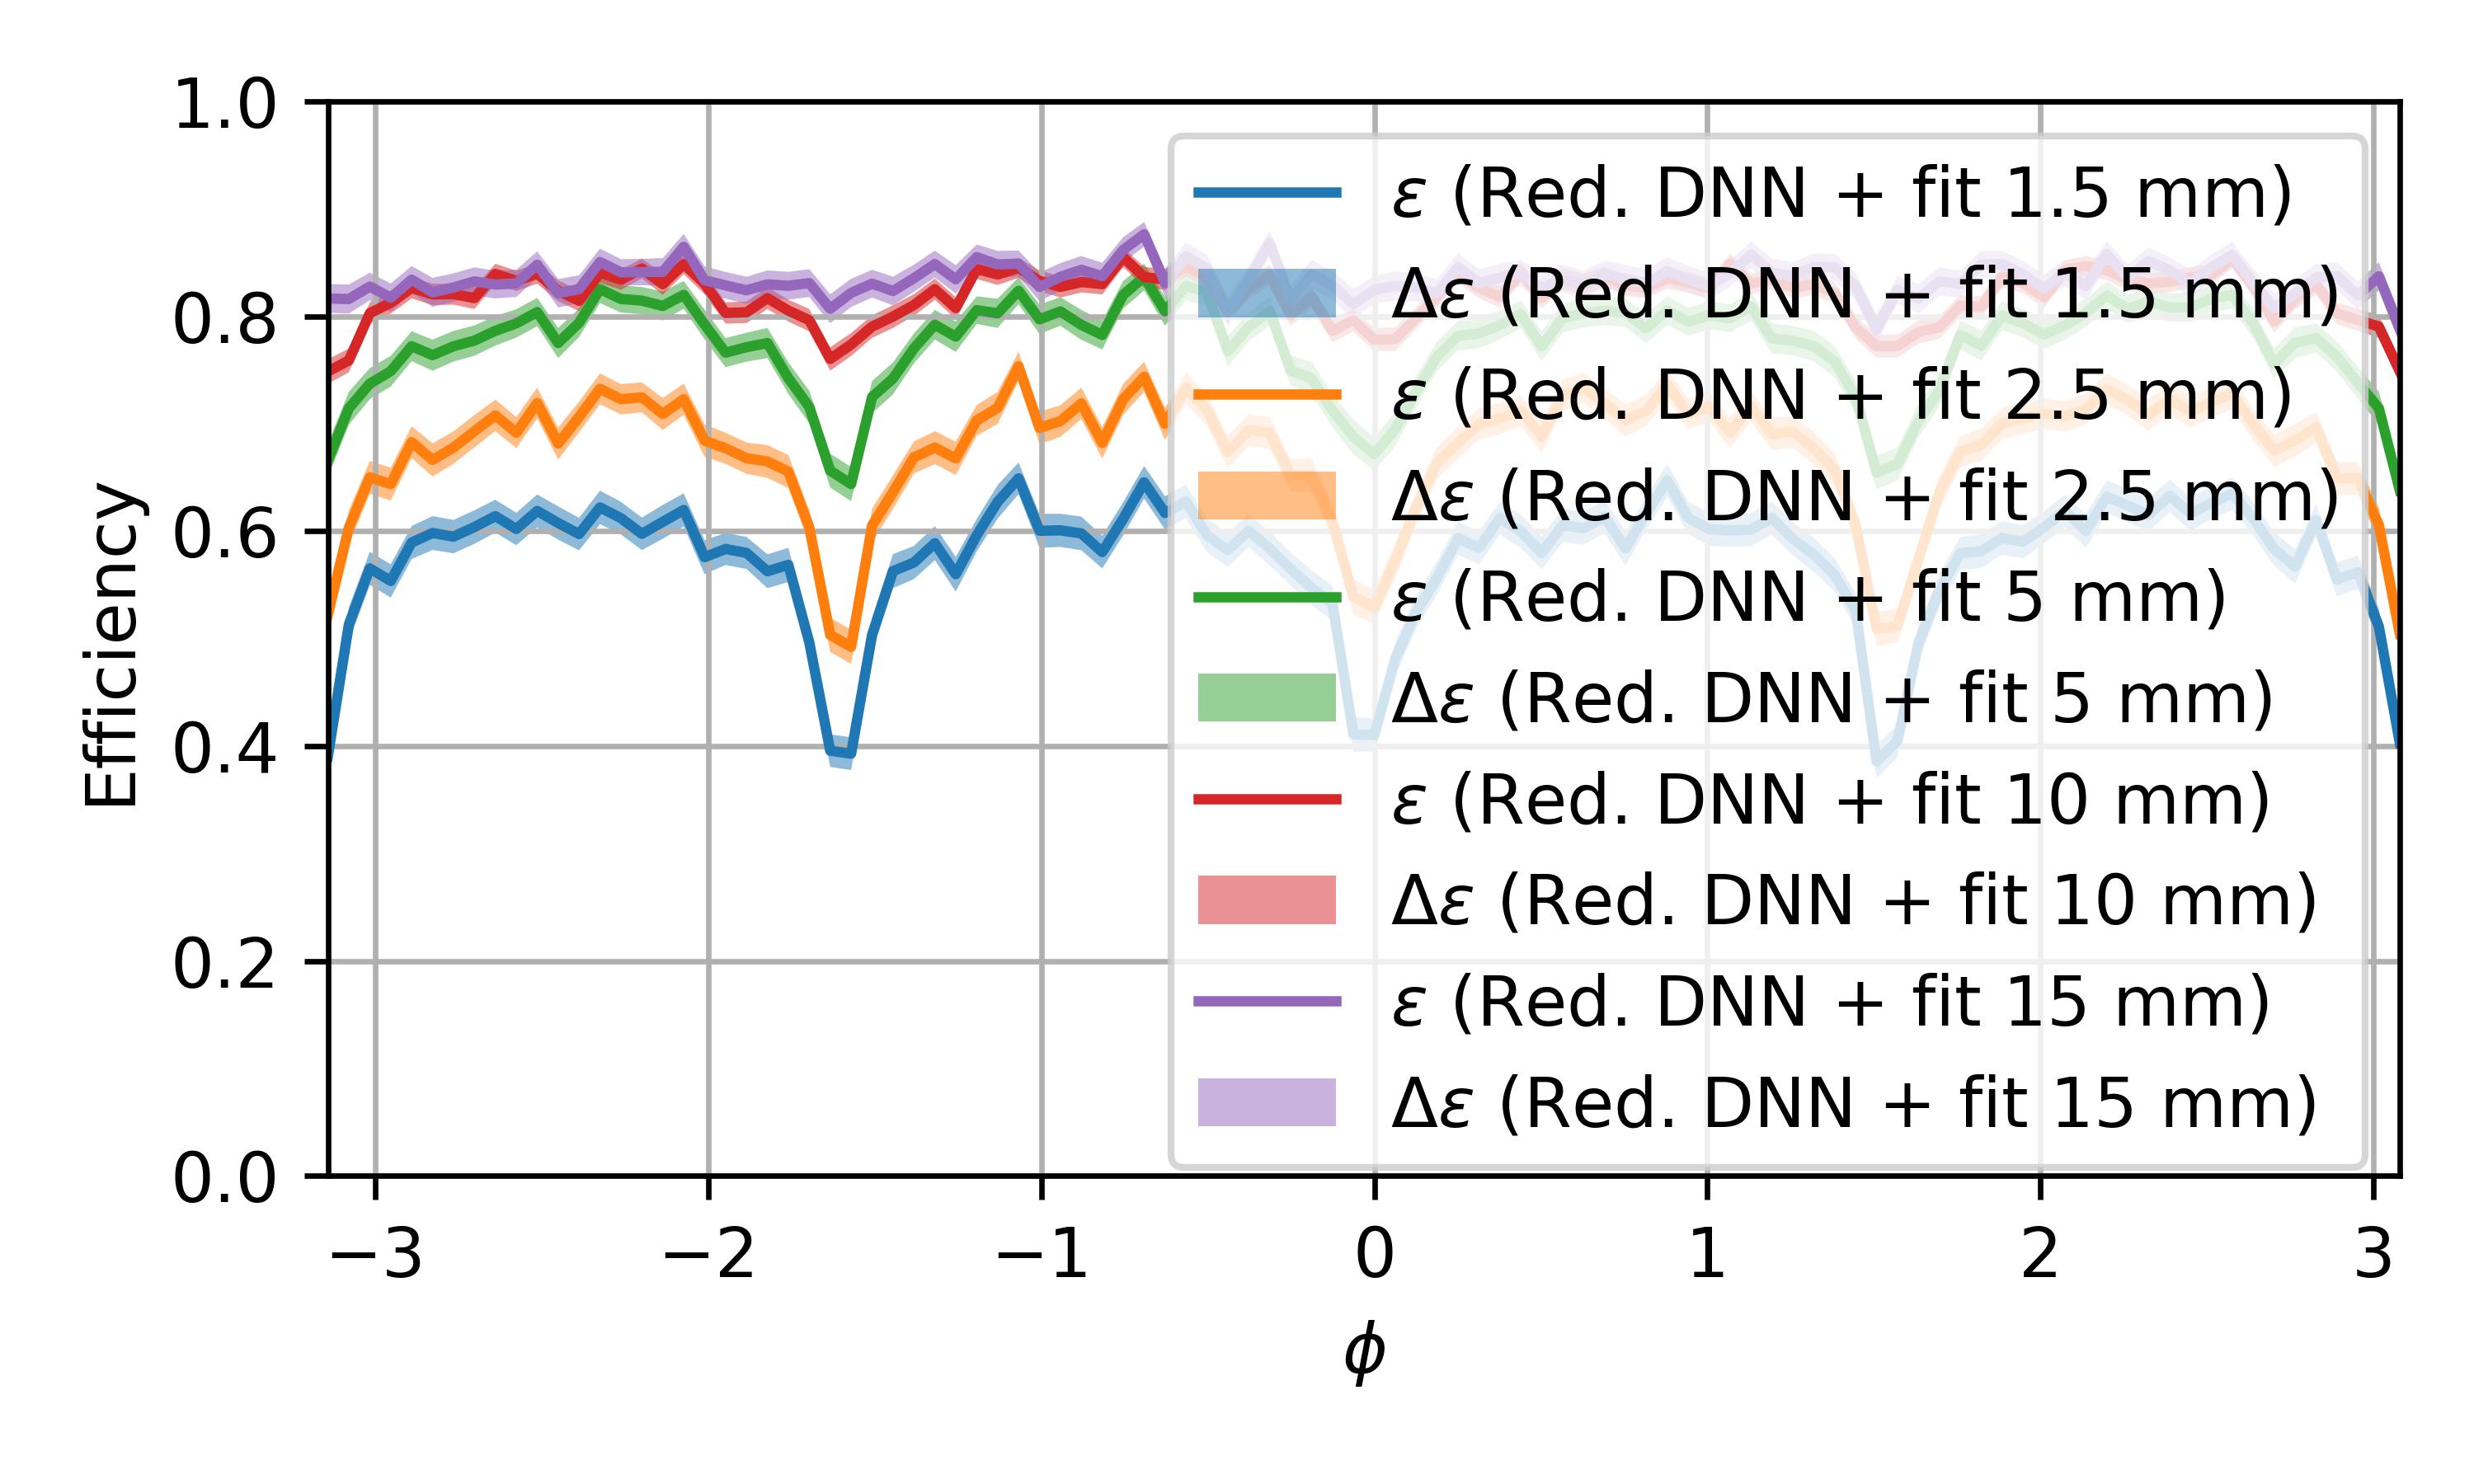 1.0
0.8
0.6
0.4
0.2
0.0
Efficiency
ε (Red. DNN + fit 1.5 mm)
Δε (Red. DNN + fit 1.5 mm)
ε (Red. DNN + fit 2.5 mm)
Δε (Red. DNN + fit 2.5 mm)
ε (Red. DNN + fit 5 mm)
Δε (Red. DNN + fit 5 mm)
ε (Red. DNN + fit 10 mm)
Δε (Red. DNN + fit 10 mm)
ε (Red. DNN + fit 15 mm)
Δε (Red. DNN + fit 15 mm)
−3 −2 −1 0 1 2 3
ϕ